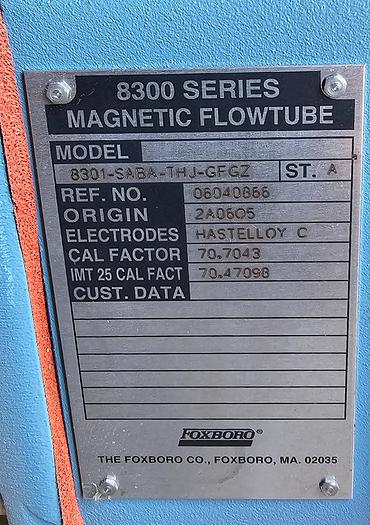 8300 SERIES
MAGNETIC FLOWTUBE
MODEL
8301-SABA-THJ-GFGZ ST. A
REF. NO. 06040866
ORIGIN 2A0605
ELECTRODES HASTELLOY C
CAL FACTOR 70.7043
IMT 25 CAL FACT 70.47098
CUST. DATA
FOXBORO®
THE FOXBORO CO., FOXBORO, MA. 02035